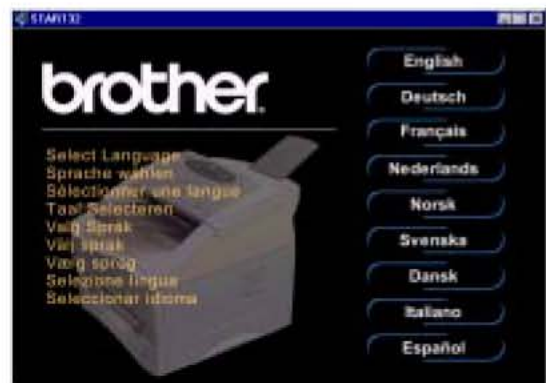 START32
brother.
Select Language
Sprache wählen
Sélectionner une langue
Taal Selecteren
Valg Språk
Välj språk
Vælg sprog
Selezione lingua
Seleccionar idioma
English
Deutsch
Français
Nederlands
Norsk
Svenska
Dansk
Italiano
Español